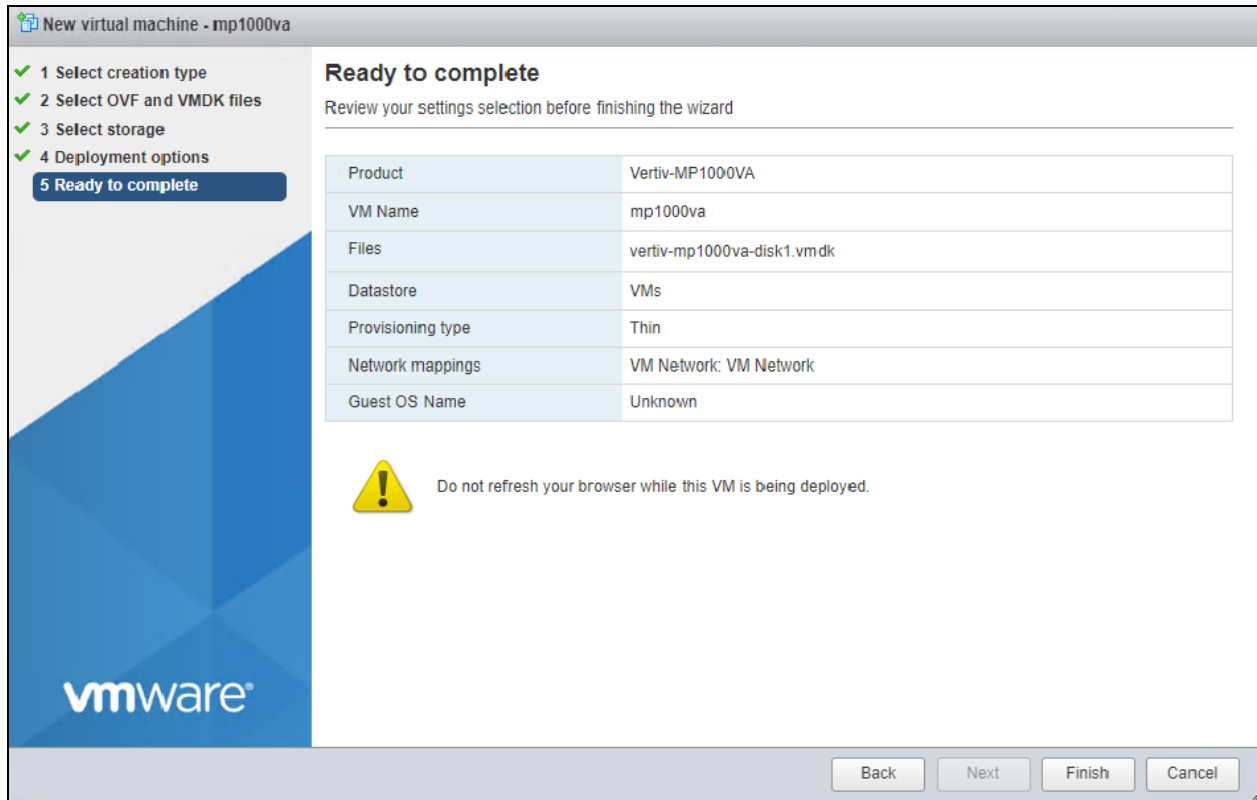 New virtual machine - mp1000va
1 Select creation type
2 Select OVF and VMDK files
3 Select storage
4 Deployment options
5 Ready to complete
Ready to complete
Review your settings selection before finishing the wizard
Product Vertiv-MP1000VA
VM Name mp1000va
Files vertiv-mp1000va-disk1.vmdk
Datastore VMs
Provisioning type Thin
Network mappings VM Network: VM Network
Guest OS Name Unknown
Do not refresh your browser while this VM is being deployed.
vmware®
Back Next Finish Cancel